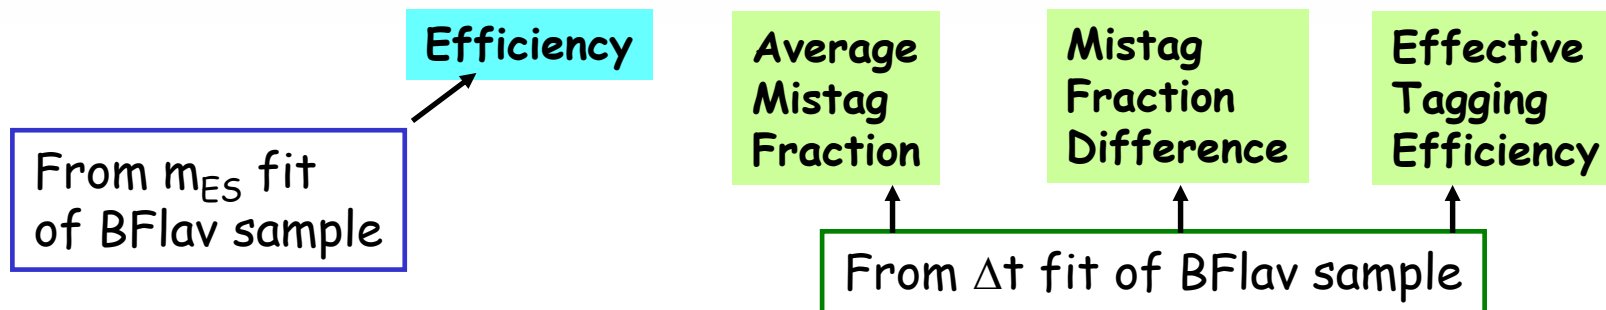 Efficiency
From m_ES fit
of BFlav sample
Average
Mistag
Fraction
Mistag
Fraction
Difference
Effective
Tagging
Efficiency
From Δt fit of BFlav sample